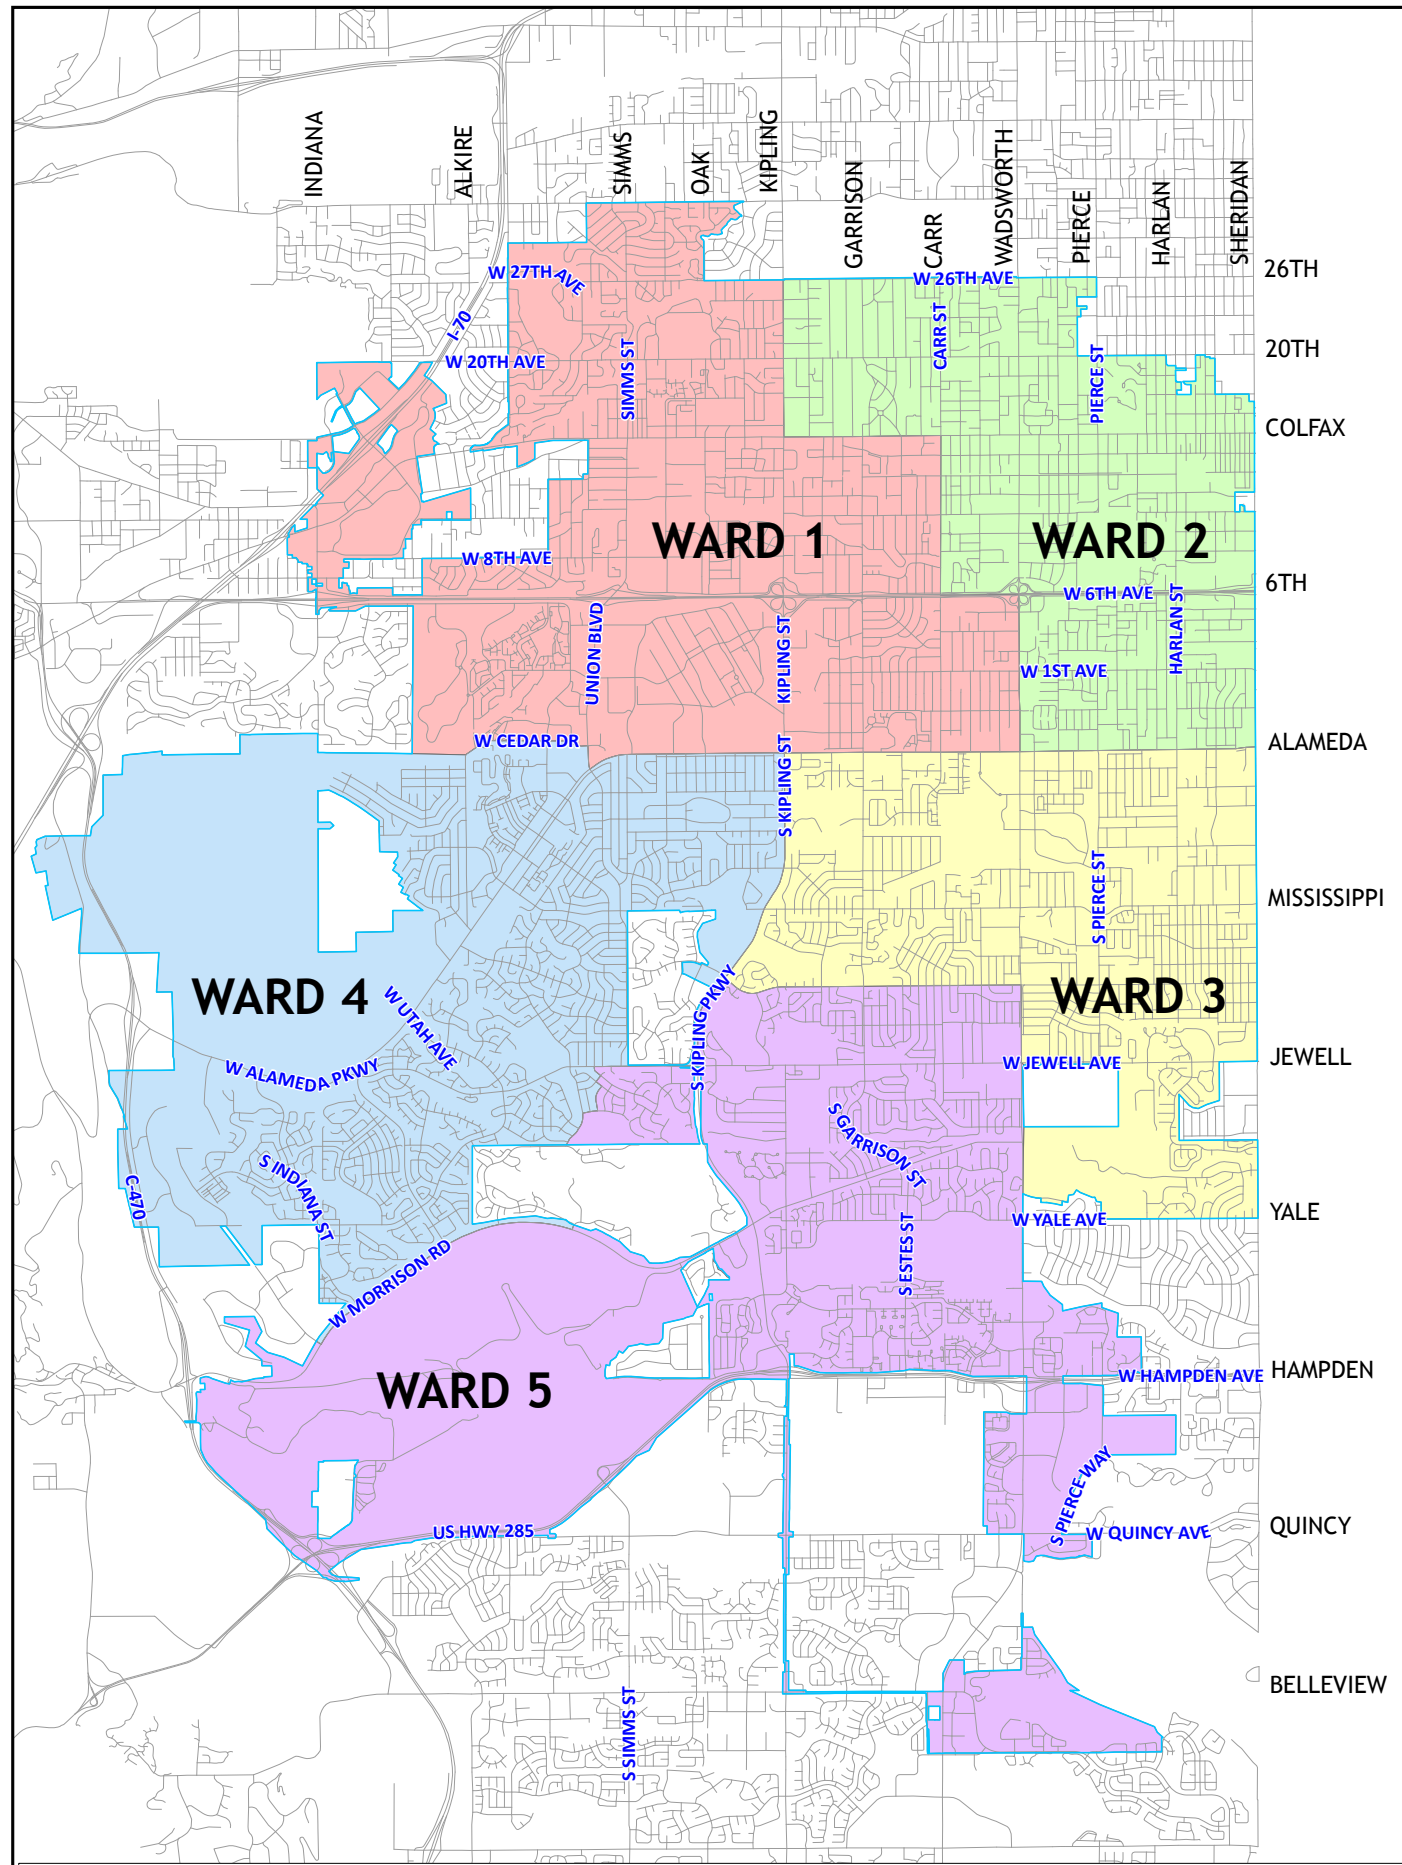 INDIANA
ALKIRE
SIMMS
OAK
KIPLING
GARRISON
CARR
WADSWORTH
PIERCE
HARLAN
SHERIDAN
26TH
W 27TH AVE
W 26TH AVE
I-70
CARR ST
20TH
W 20TH AVE
SIMMS ST
PIERCE ST
COLFAX
WARD 1
WARD 2
W 8TH AVE
6TH
W 6TH AVE
HARLAN ST
UNION BLVD
KIPLING ST
W 1ST AVE
W CEDAR DR
ALAMEDA
S KIPLING ST
MISSISSIPPI
S PIERCE ST
WARD 4
WARD 3
W UTAH AVE
S KIPLING PKWY
W ALAMEDA PKWY
W JEWELL AVE
JEWELL
S GARRISON ST
C-470
S INDIANA ST
YALE
W YALE AVE
S ESTES ST
W MORRISON RD
HAMPDEN
W HAMPDEN AVE
WARD 5
S PIERCE WAY
US HWY 285
W QUINCY AVE
QUINCY
BELLEVIEW
S SIMMS ST